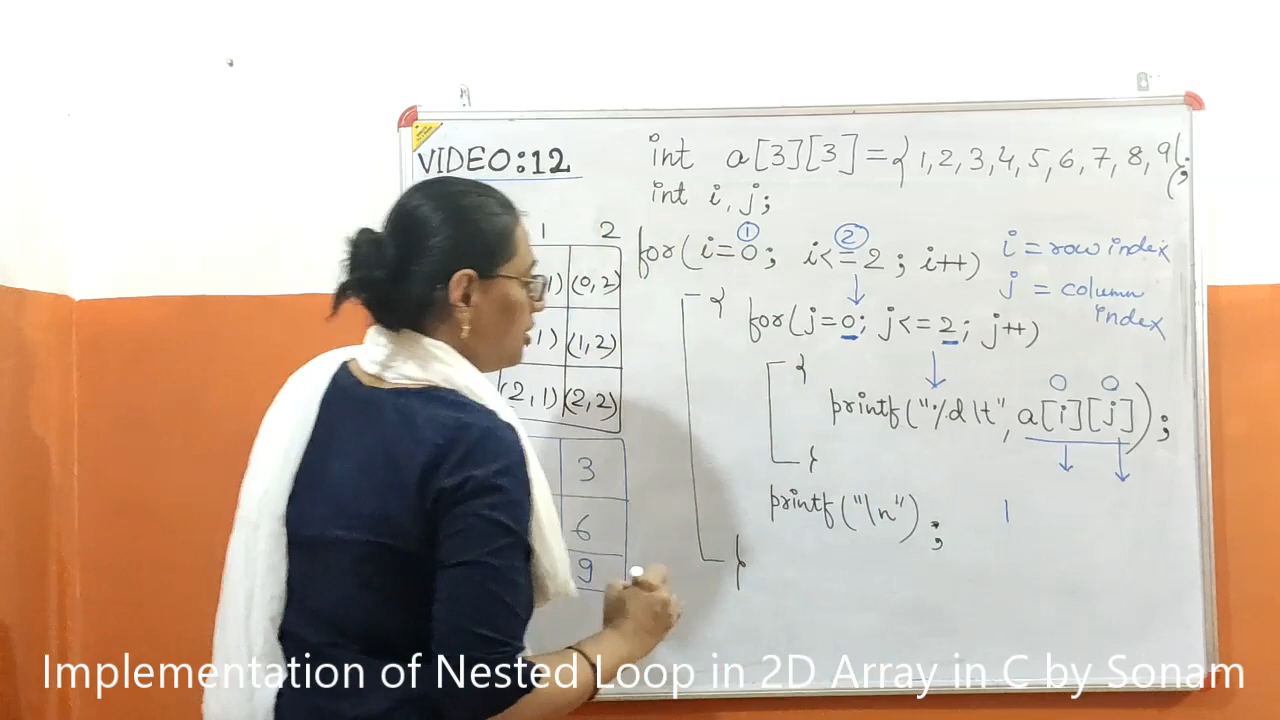 VIDEO:12
int a[3][3]={1,2,3,4,5,6,7,8,9};
int i, j;
1 2
1 2
for(i=0; i<=2; i++)
i = row index
j = column
index
1) (0,2)
,1) (1,2)
(2,1) (2,2)
{
for(j=0; j<=2; j++)
{
0 0
printf("%d\t", a[i][j]);
}
3
6
9
printf("\n");
1
}
Implementation of Nested Loop in 2D Array in C by Sonam